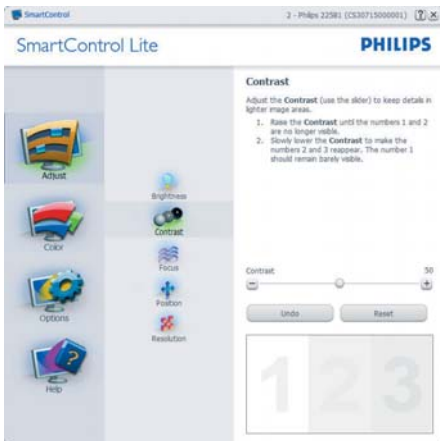 SmartControl
2 - Philips 225B1 (CS30715000001)
SmartControl Lite
PHILIPS
Adjust
Color
Options
Help
Brightness
Contrast
Focus
Position
Resolution
Contrast
Adjust the Contrast (use the slider) to keep details in
lighter image areas.
1. Raise the Contrast until the numbers 1 and 2
are no longer visible.
2. Slowly lower the Contrast to make the
numbers 2 and 3 reappear. The number 1
should remain barely visible.
Contrast 50
Undo Reset
1 2 3